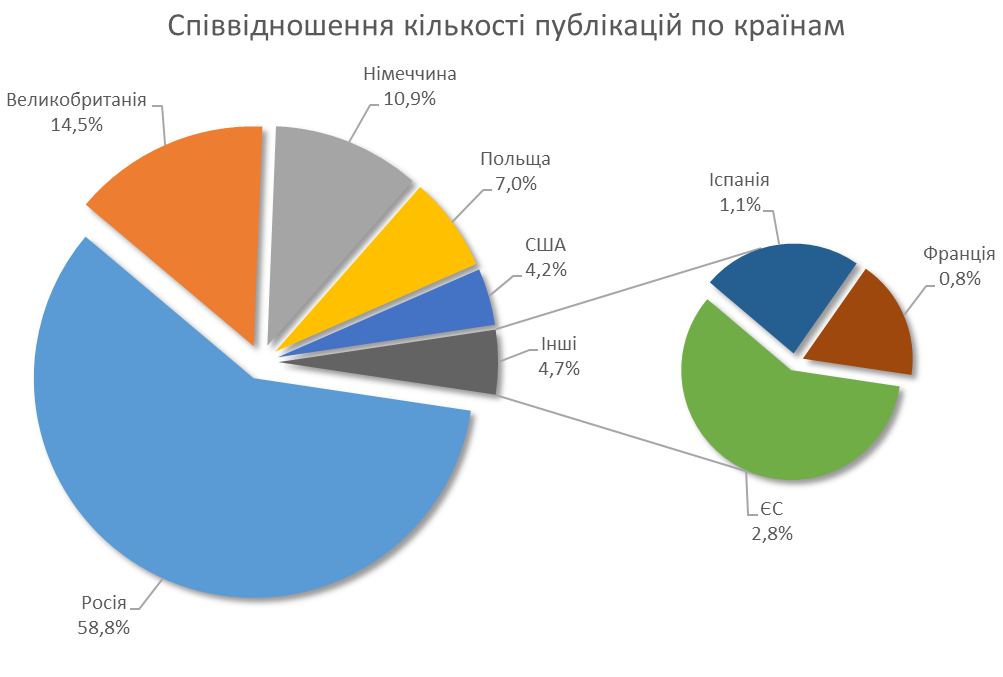 Співвідношення кількості публікацій по країнам
Німеччина
10,9%
Великобританія
14,5%
Польща
7,0%
Іспанія
1,1%
США
4,2%
Франція
0,8%
Інші
4,7%
ЄС
2,8%
Росія
58,8%